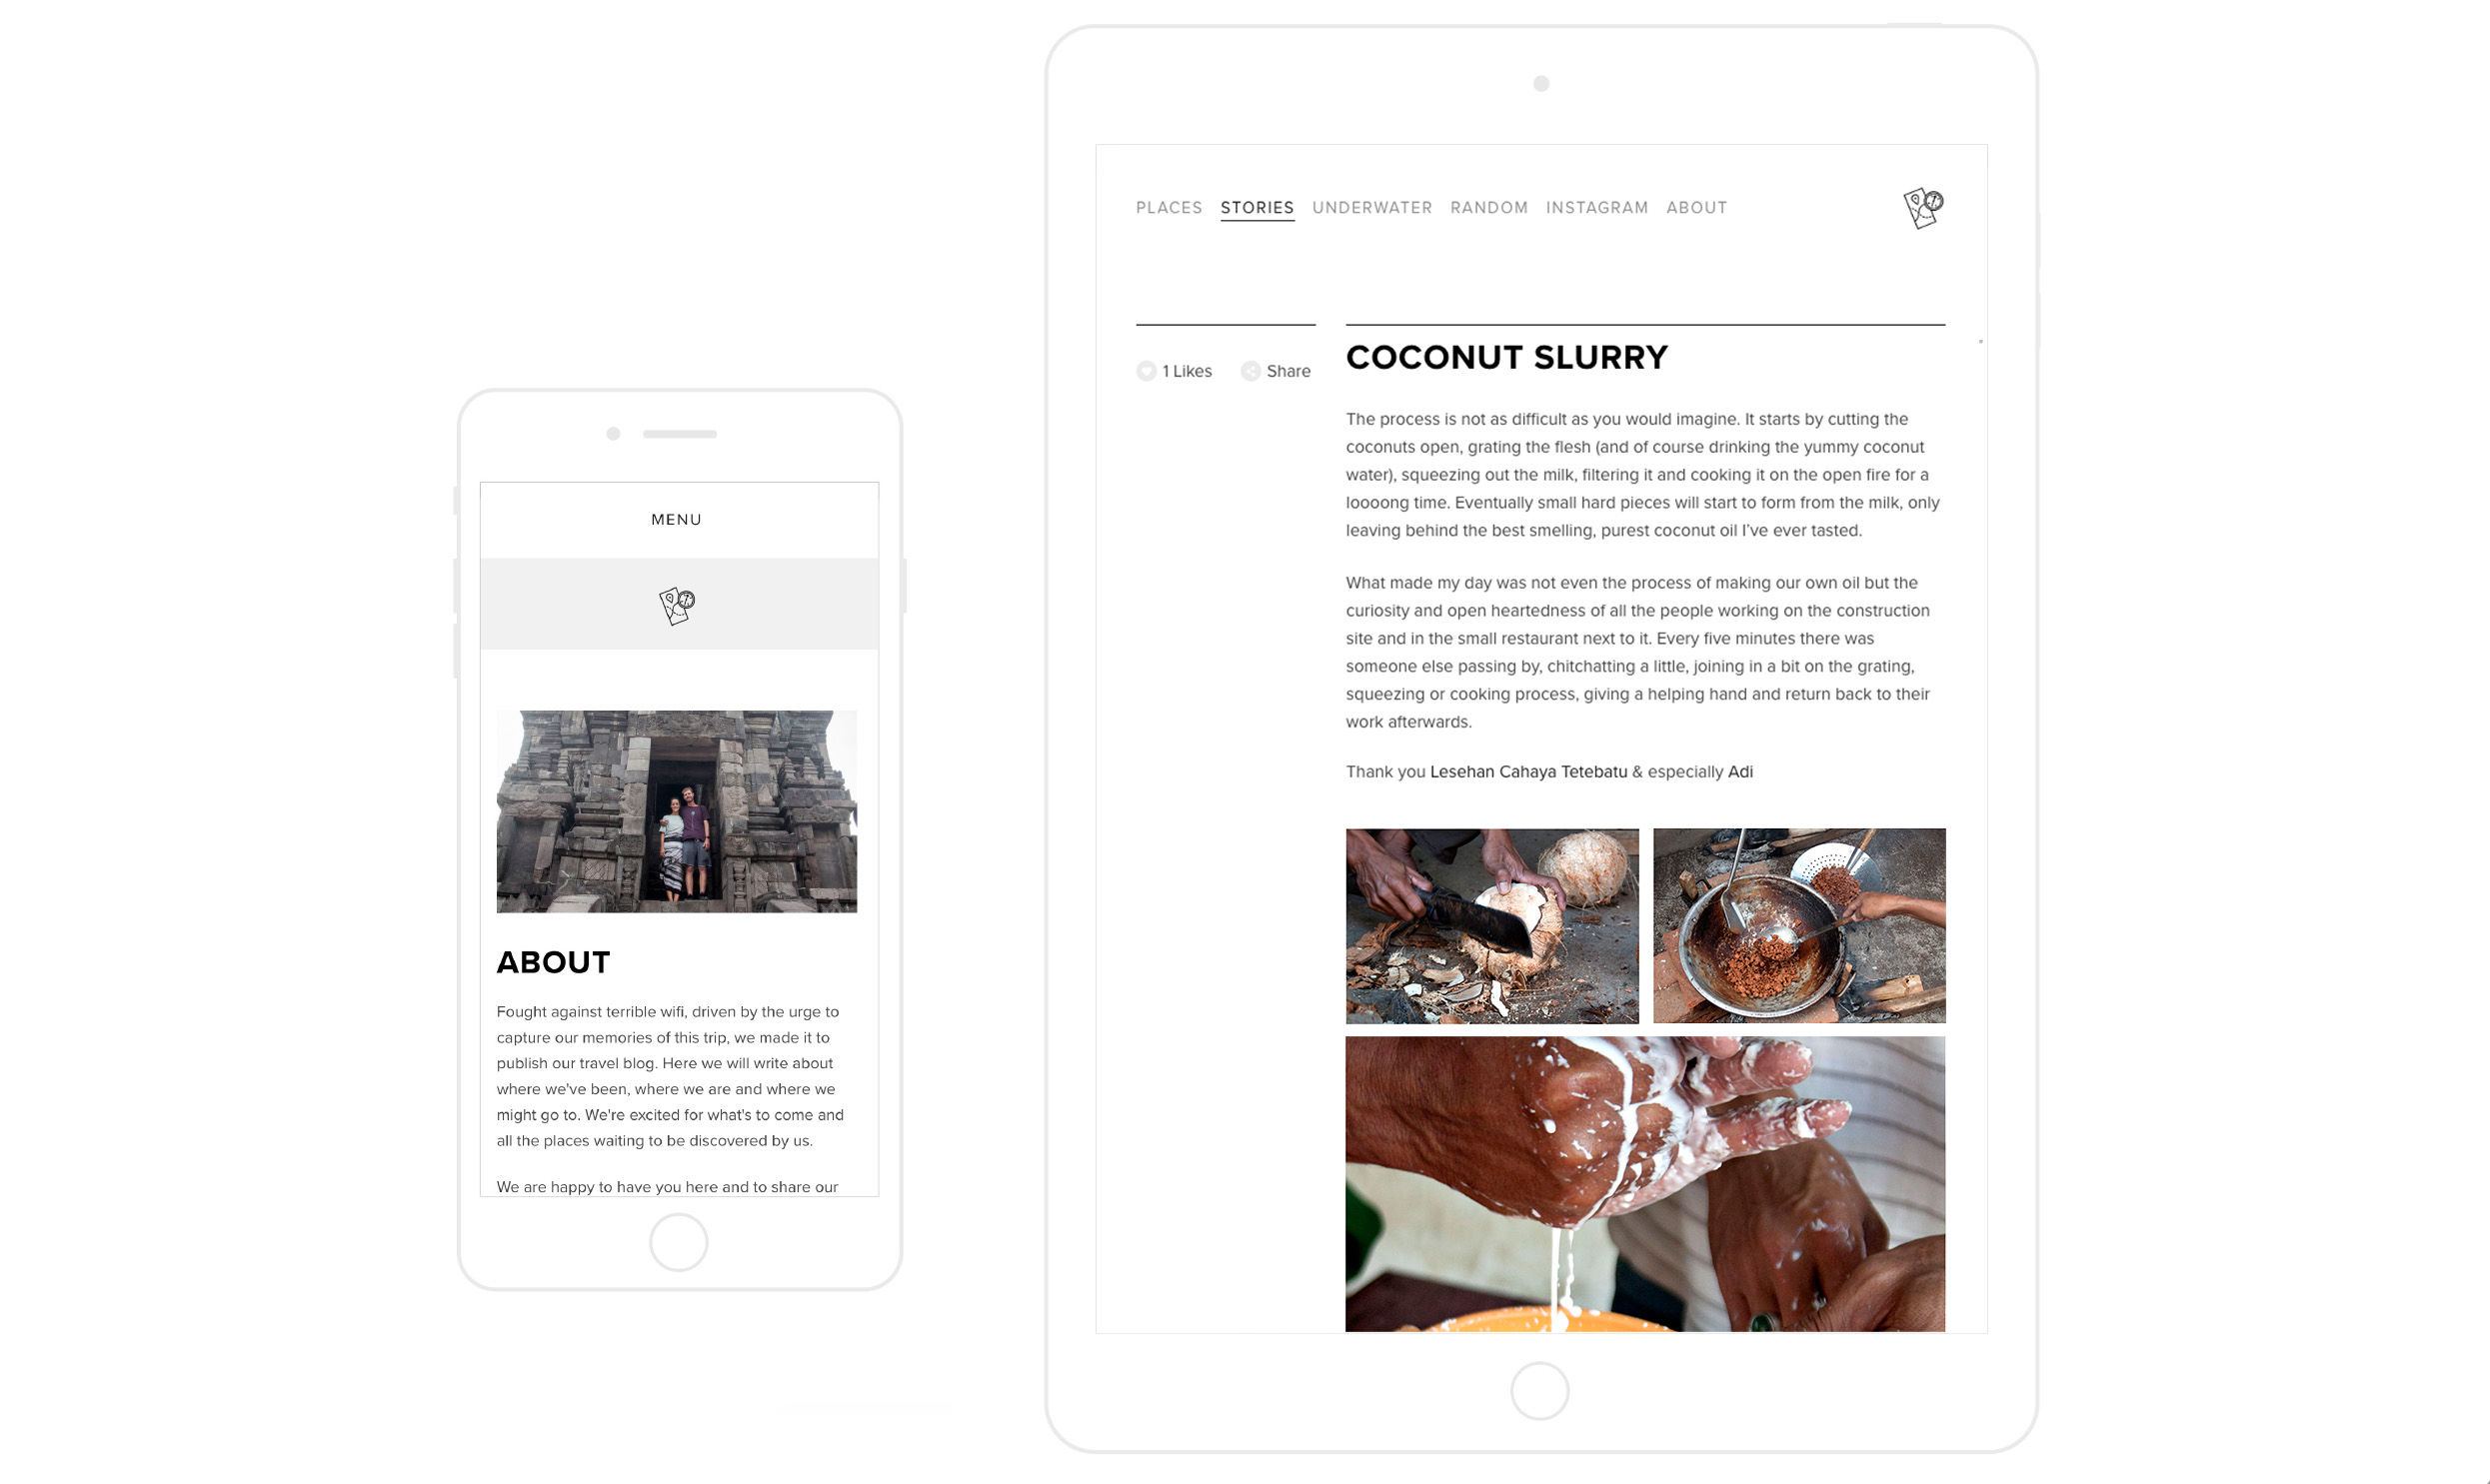 MENU
ABOUT
Fought against terrible wifi, driven by the urge to
capture our memories of this trip, we made it to
publish our travel blog. Here we will write about
where we've been, where we are and where we
might go to. We're excited for what's to come and
all the places waiting to be discovered by us.
We are happy to have you here and to share our
PLACES STORIES UNDERWATER RANDOM INSTAGRAM ABOUT
1 Likes Share
COCONUT SLURRY
The process is not as difficult as you would imagine. It starts by cutting the
coconuts open, grating the flesh (and of course drinking the yummy coconut
water), squeezing out the milk, filtering it and cooking it on the open fire for a
loooong time. Eventually small hard pieces will start to form from the milk, only
leaving behind the best smelling, purest coconut oil I’ve ever tasted.
What made my day was not even the process of making our own oil but the
curiosity and open heartedness of all the people working on the construction
site and in the small restaurant next to it. Every five minutes there was
someone else passing by, chitchatting a little, joining in a bit on the grating,
squeezing or cooking process, giving a helping hand and return back to their
work afterwards.
Thank you Lesehan Cahaya Tetebatu & especially Adi